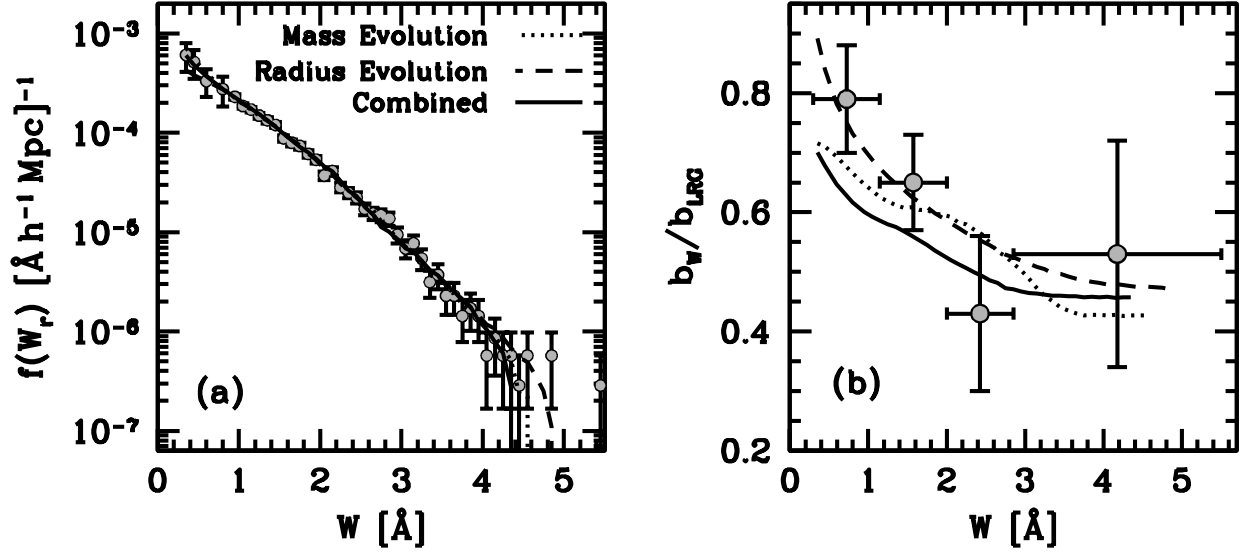 10⁻³
10⁻⁴
10⁻⁵
10⁻⁶
10⁻⁷
f(Wᵣ) [Å h⁻¹ Mpc]⁻¹
Mass Evolution
Radius Evolution
Combined
(a)
0 1 2 3 4 5
W [Å]
0.8
0.6
0.4
0.2
b_W/b_LRG
(b)
0 1 2 3 4 5
W [Å]